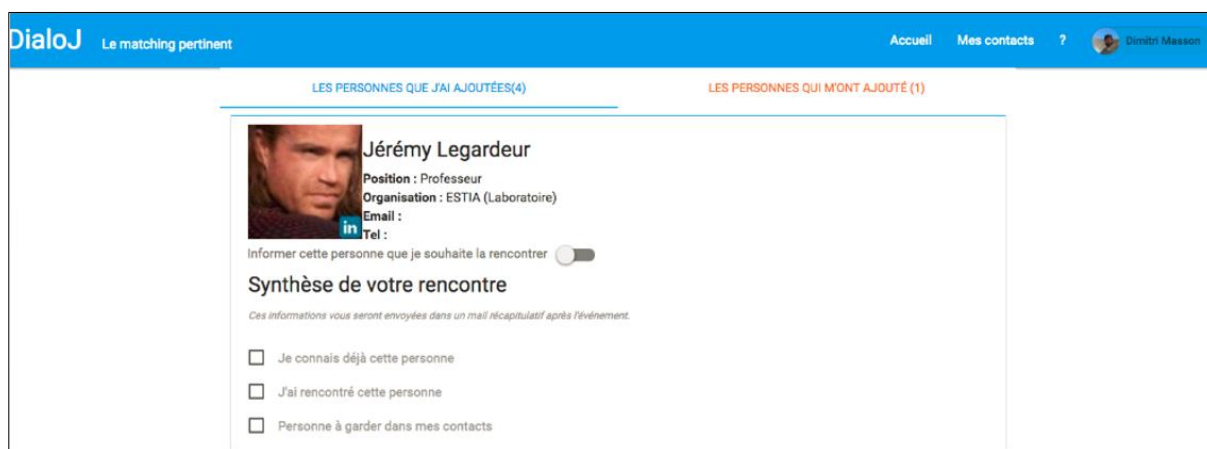 DialoJ Le matching pertinent Accueil Mes contacts ? Dimitri Masson
LES PERSONNES QUE J'AI AJOUTÉES(4) LES PERSONNES QUI M'ONT AJOUTÉ (1)
Jérémy Legardeur
Position : Professeur
Organisation : ESTIA (Laboratoire)
Email :
in Tel :
Informer cette personne que je souhaite la rencontrer
Synthèse de votre rencontre
Ces informations vous seront envoyées dans un mail récapitulatif après l'événement.
Je connais déjà cette personne
J'ai rencontré cette personne
Personne à garder dans mes contacts